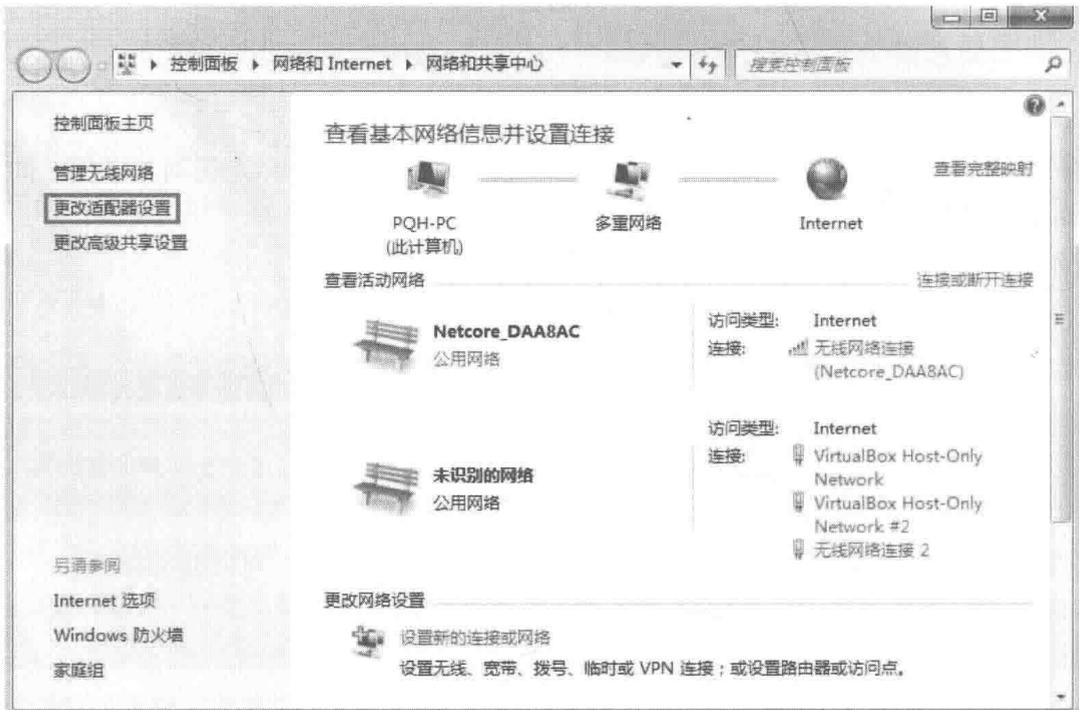 控制面板 ▸ 网络和 Internet ▸ 网络和共享中心
搜索控制面板
控制面板主页
管理无线网络
更改适配器设置
更改高级共享设置
另请参阅
Internet 选项
Windows 防火墙
家庭组
查看基本网络信息并设置连接
查看完整映射
PQH-PC
(此计算机)
多重网络
Internet
查看活动网络
连接或断开连接
Netcore_DAA8AC
公用网络
访问类型: Internet
连接: 无线网络连接
(Netcore_DAA8AC)
未识别的网络
公用网络
访问类型: Internet
连接: VirtualBox Host-Only
Network
VirtualBox Host-Only
Network #2
无线网络连接 2
更改网络设置
设置新的连接或网络
设置无线、宽带、拨号、临时或 VPN 连接；或设置路由器或访问点。